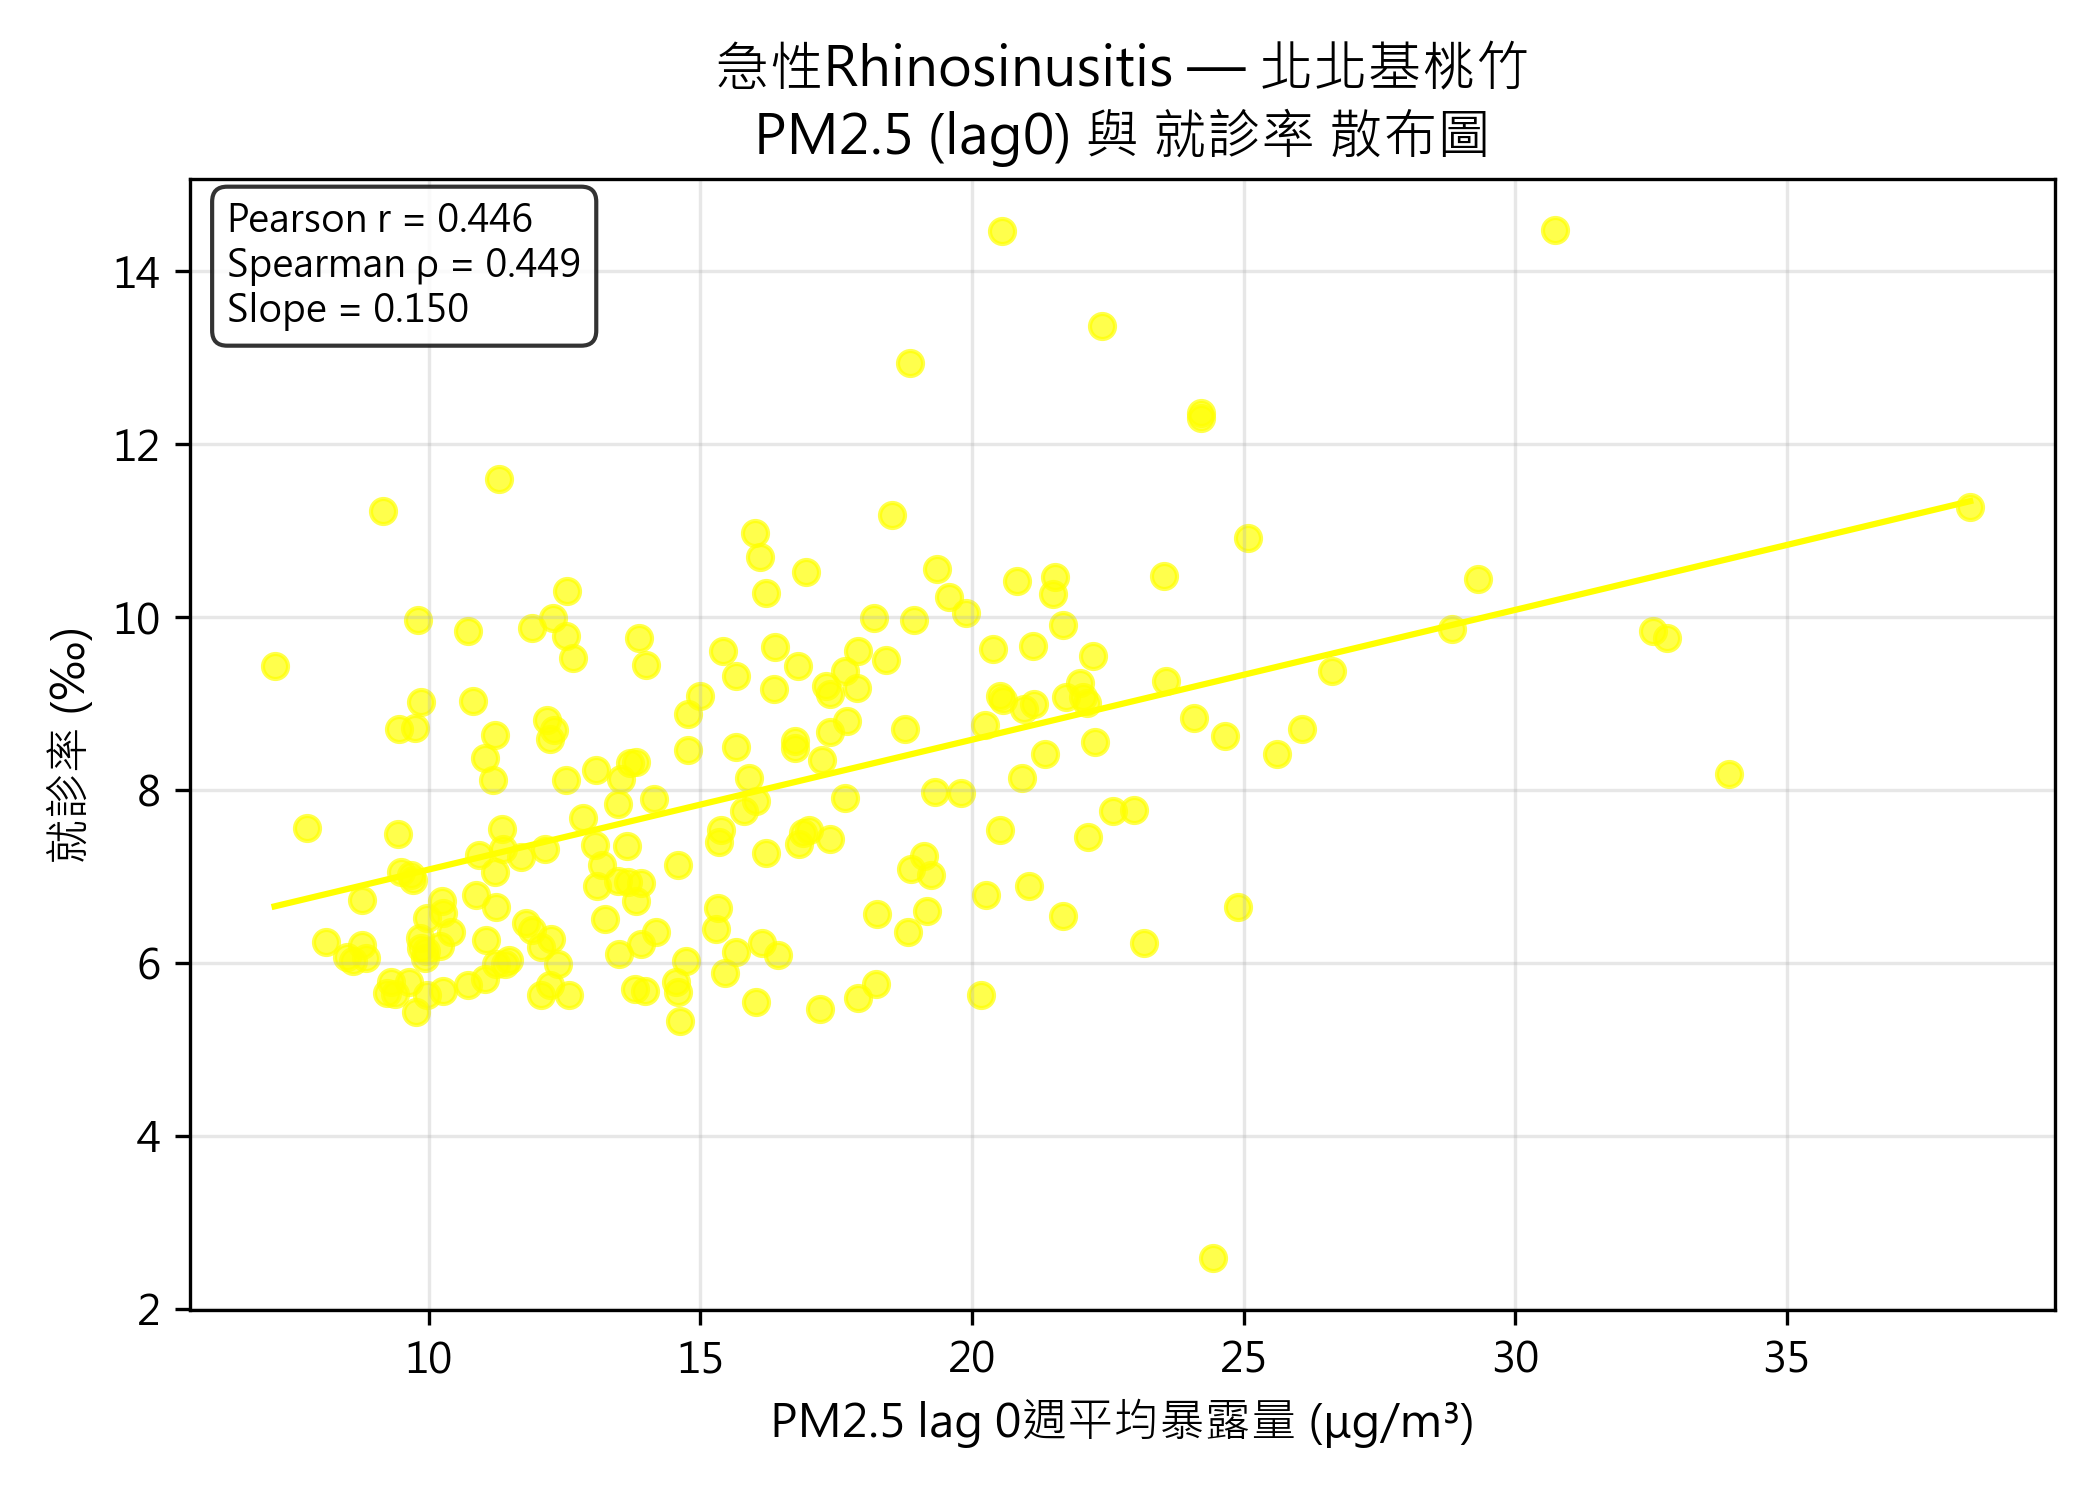 急性Rhinosinusitis — 北北基桃竹
PM2.5 (lag0) 與 就診率 散布圖
Pearson r = 0.446
Spearman ρ = 0.449
Slope = 0.150
就診率 (‰)
14
12
10
8
6
4
2
10 15 20 25 30 35
PM2.5 lag 0週平均暴露量 (μg/m³)